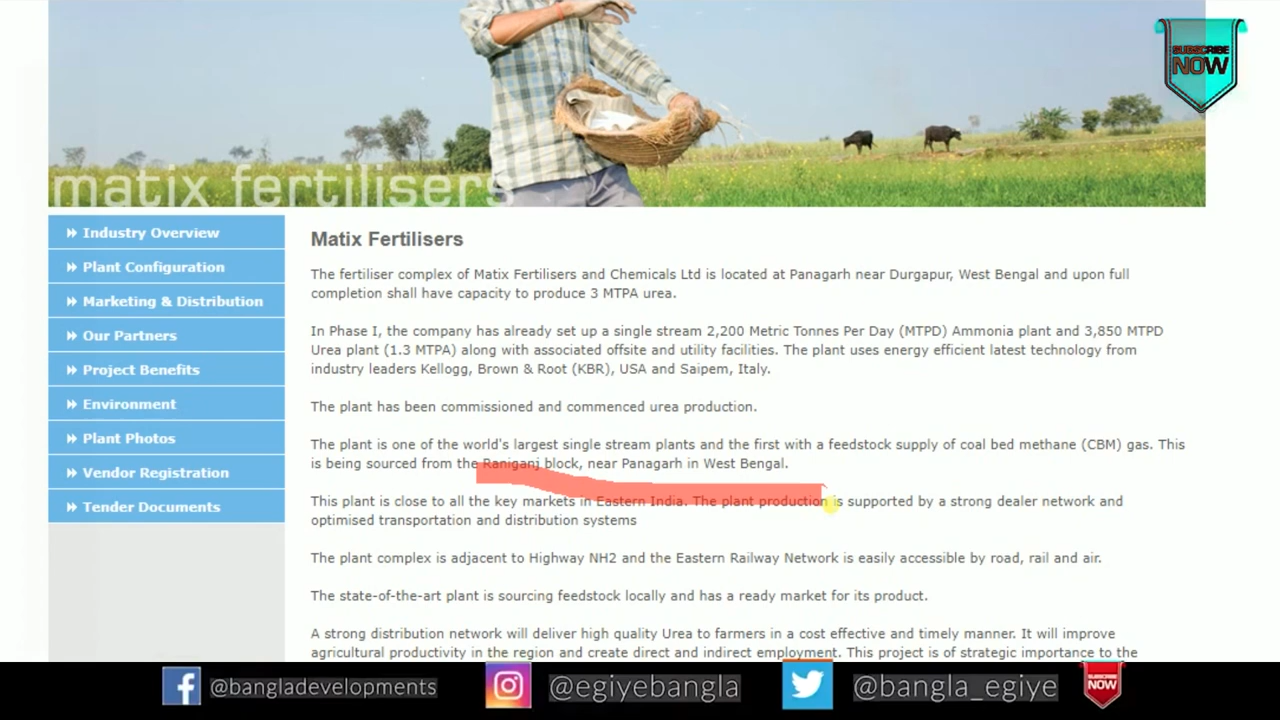 SUBSCRIBE
NOW
matix fertilisers
Industry Overview
Plant Configuration
Marketing & Distribution
Our Partners
Project Benefits
Environment
Plant Photos
Vendor Registration
Tender Documents
Matix Fertilisers
The fertiliser complex of Matix Fertilisers and Chemicals Ltd is located at Panagarh near Durgapur, West Bengal and upon full
completion shall have capacity to produce 3 MTPA urea.
In Phase I, the company has already set up a single stream 2,200 Metric Tonnes Per Day (MTPD) Ammonia plant and 3,850 MTPD
Urea plant (1.3 MTPA) along with associated offsite and utility facilities. The plant uses energy efficient latest technology from
industry leaders Kellogg, Brown & Root (KBR), USA and Saipem, Italy.
The plant has been commissioned and commenced urea production.
The plant is one of the world's largest single stream plants and the first with a feedstock supply of coal bed methane (CBM) gas. This
is being sourced from the Raniganj block, near Panagarh in West Bengal.
This plant is close to all the key markets in Eastern India. The plant production is supported by a strong dealer network and
optimised transportation and distribution systems
The plant complex is adjacent to Highway NH2 and the Eastern Railway Network is easily accessible by road, rail and air.
The state-of-the-art plant is sourcing feedstock locally and has a ready market for its product.
A strong distribution network will deliver high quality Urea to farmers in a cost effective and timely manner. It will improve
agricultural productivity in the region and create direct and indirect employment. This project is of strategic importance to the
@bangladevelopments
@egiyebangla
@bangla_egiye
NOW